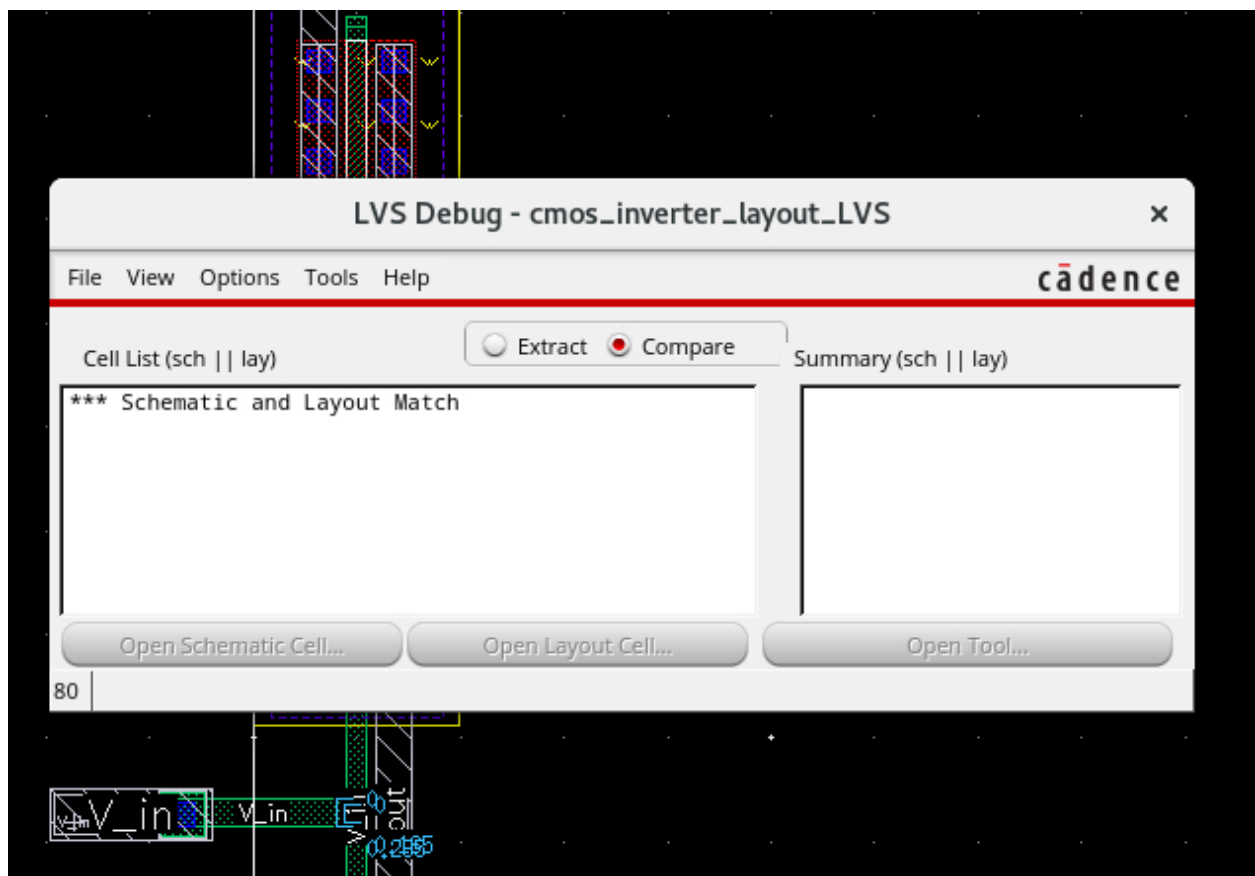 LVS Debug - cmos_inverter_layout_LVS ×
File View Options Tools Help cādence
Extract Compare
Cell List (sch || lay) Summary (sch || lay)
*** Schematic and Layout Match
Open Schematic Cell... Open Layout Cell... Open Tool...
80
V_in V_in
out